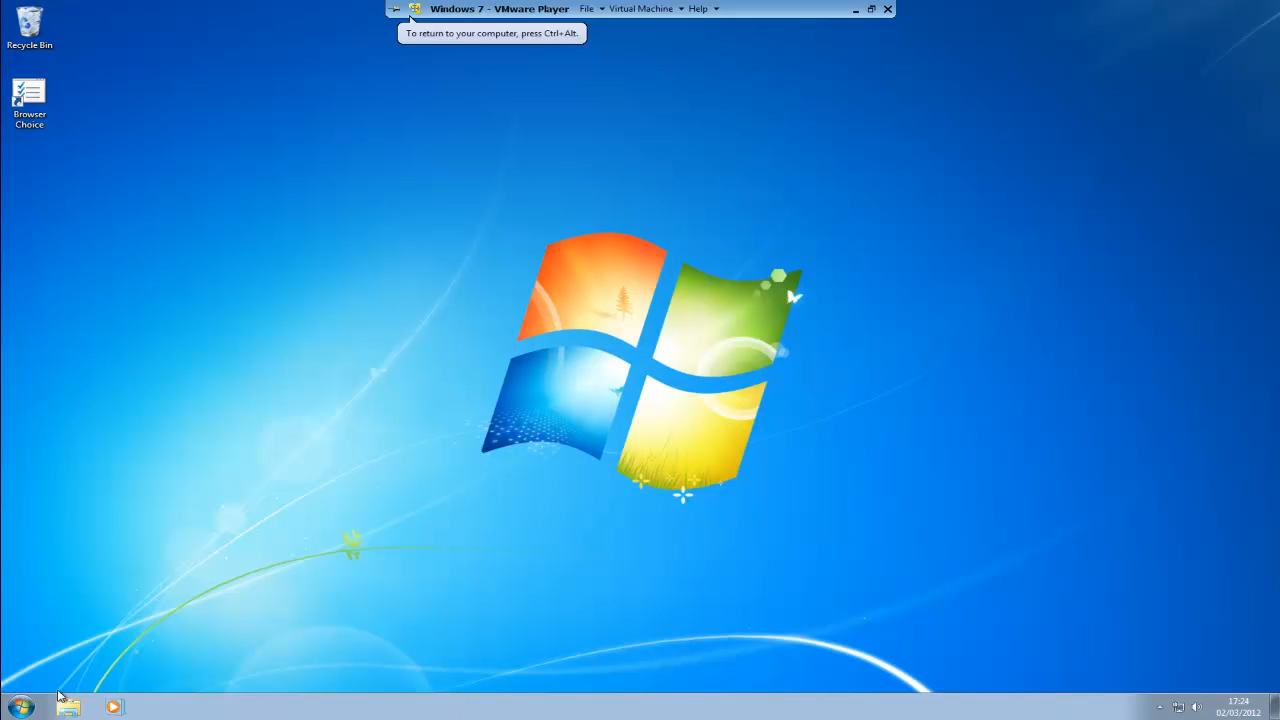 Windows 7 - VMware Player File Virtual Machine Help
To return to your computer, press Ctrl+Alt.
Recycle Bin
Browser
Choice
17:24
02/03/2012